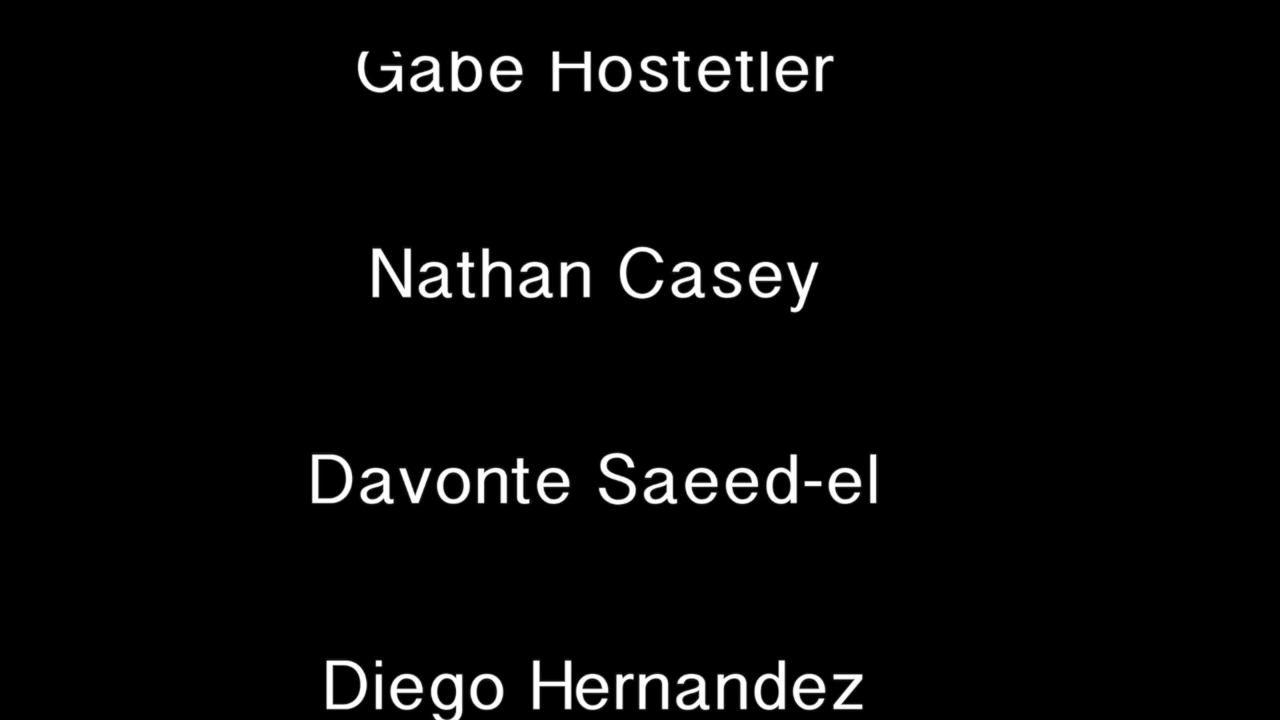 Gabe Hostetler
Nathan Casey
Davonte Saeed-el
Diego Hernandez